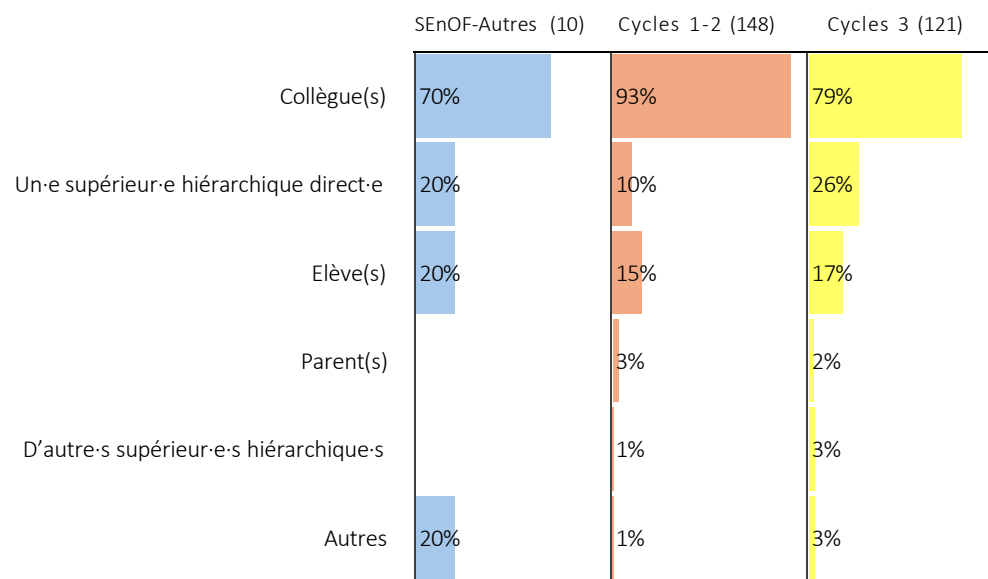 SEnOF-Autres (10) Cycles 1-2 (148) Cycles 3 (121)
Collègue(s) 70% 93% 79%
Un·e supérieur·e hiérarchique direct·e 20% 10% 26%
Elève(s) 20% 15% 17%
Parent(s) 3% 2%
D’autre·s supérieur·e·s hiérarchique·s 1% 3%
Autres 20% 1% 3%